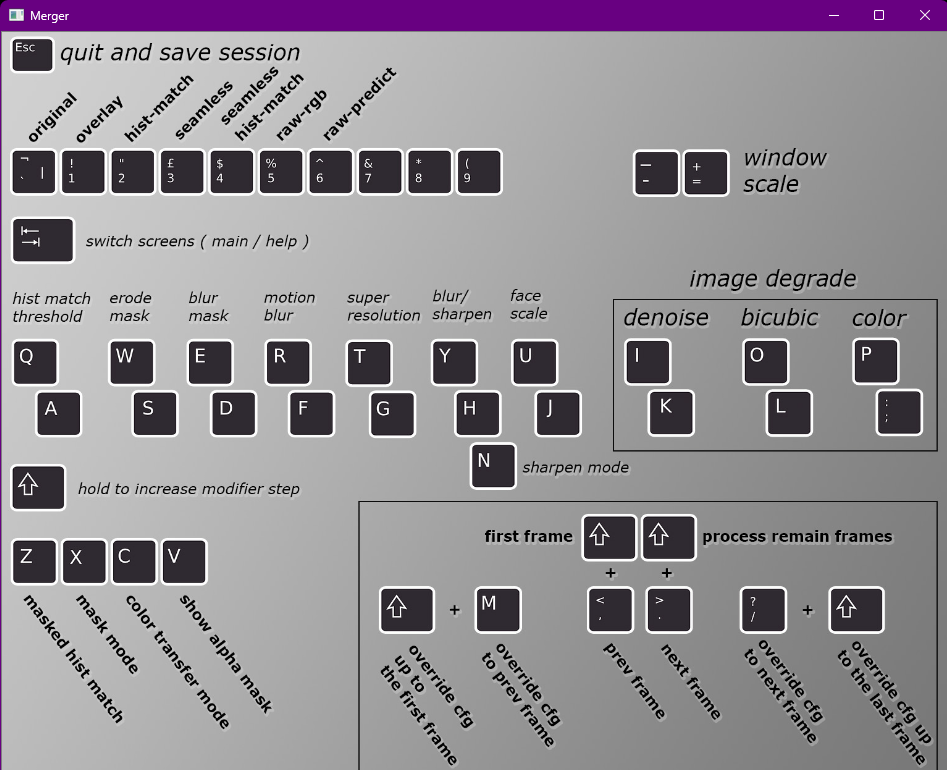 Merger
Esc
quit and save session
original
overlay
hist-match
seamless
seamless
hist-match
raw-rgb
raw-predict
¬
` |
!
1
"
2
£
3
$
4
%
5
^
6
&
7
*
8
(
9
_
-
+
=
window
scale
switch screens ( main / help )
image degrade
hist match
threshold
erode
mask
blur
mask
motion
blur
super
resolution
blur/
sharpen
face
scale
denoise
bicubic
color
Q
W
E
R
T
Y
U
I
O
P
A
S
D
F
G
H
J
K
L
:
;
N
sharpen mode
hold to increase modifier step
first frame
process remain frames
+
+
Z
X
C
V
+
M
<
,
>
.
?
/
+
masked hist match
mask mode
color transfer mode
show alpha mask
override cfg
up to
the first frame
override cfg
to prev frame
prev frame
next frame
override cfg
to next frame
override cfg up
to the last frame